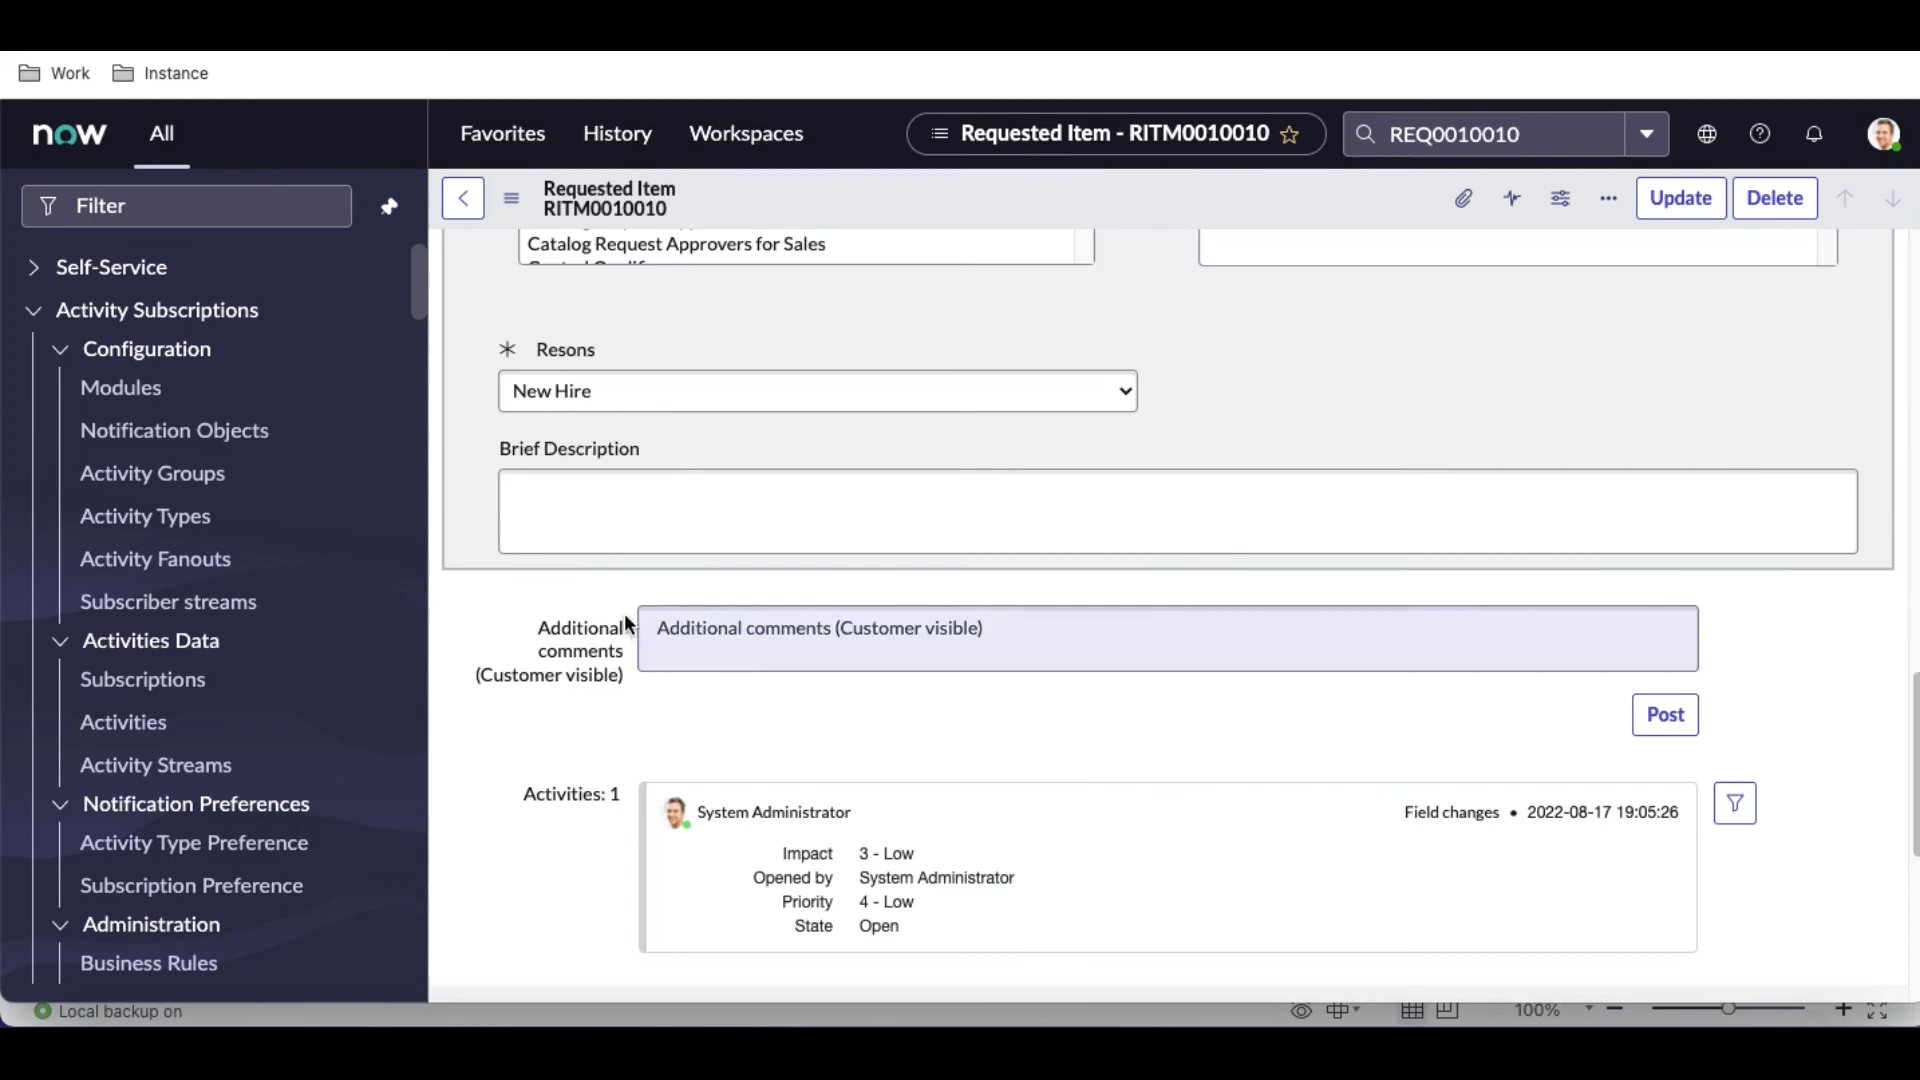 Work Instance
now All Favorites History Workspaces Requested Item - RITM0010010 REQ0010010
Filter
Requested Item
RITM0010010
Update Delete
Self-Service
Activity Subscriptions
Configuration
Modules
Notification Objects
Activity Groups
Activity Types
Activity Fanouts
Subscriber streams
Activities Data
Subscriptions
Activities
Activity Streams
Notification Preferences
Activity Type Preference
Subscription Preference
Administration
Business Rules
Catalog Request Approvers for Sales
* Resons
New Hire
Brief Description
Additional
comments
(Customer visible)
Additional comments (Customer visible)
Post
Activities: 1
System Administrator Field changes • 2022-08-17 19:05:26
Impact 3 - Low
Opened by System Administrator
Priority 4 - Low
State Open
Local backup on 100%